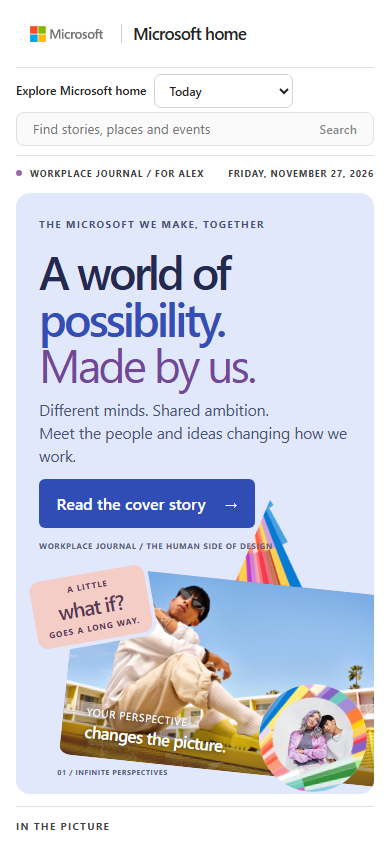 Microsoft
Microsoft home
Explore Microsoft home
Today
Find stories, places and events
Search
WORKPLACE JOURNAL / FOR ALEX
FRIDAY, NOVEMBER 27, 2026
THE MICROSOFT WE MAKE, TOGETHER
A world of
possibility.
Made by us.
Different minds. Shared ambition.
Meet the people and ideas changing how we
work.
Read the cover story →
WORKPLACE JOURNAL / THE HUMAN SIDE OF DESIGN
A LITTLE
what if?
GOES A LONG WAY.
YOUR PERSPECTIVE
changes the picture.
01 / INFINITE PERSPECTIVES
IN THE PICTURE